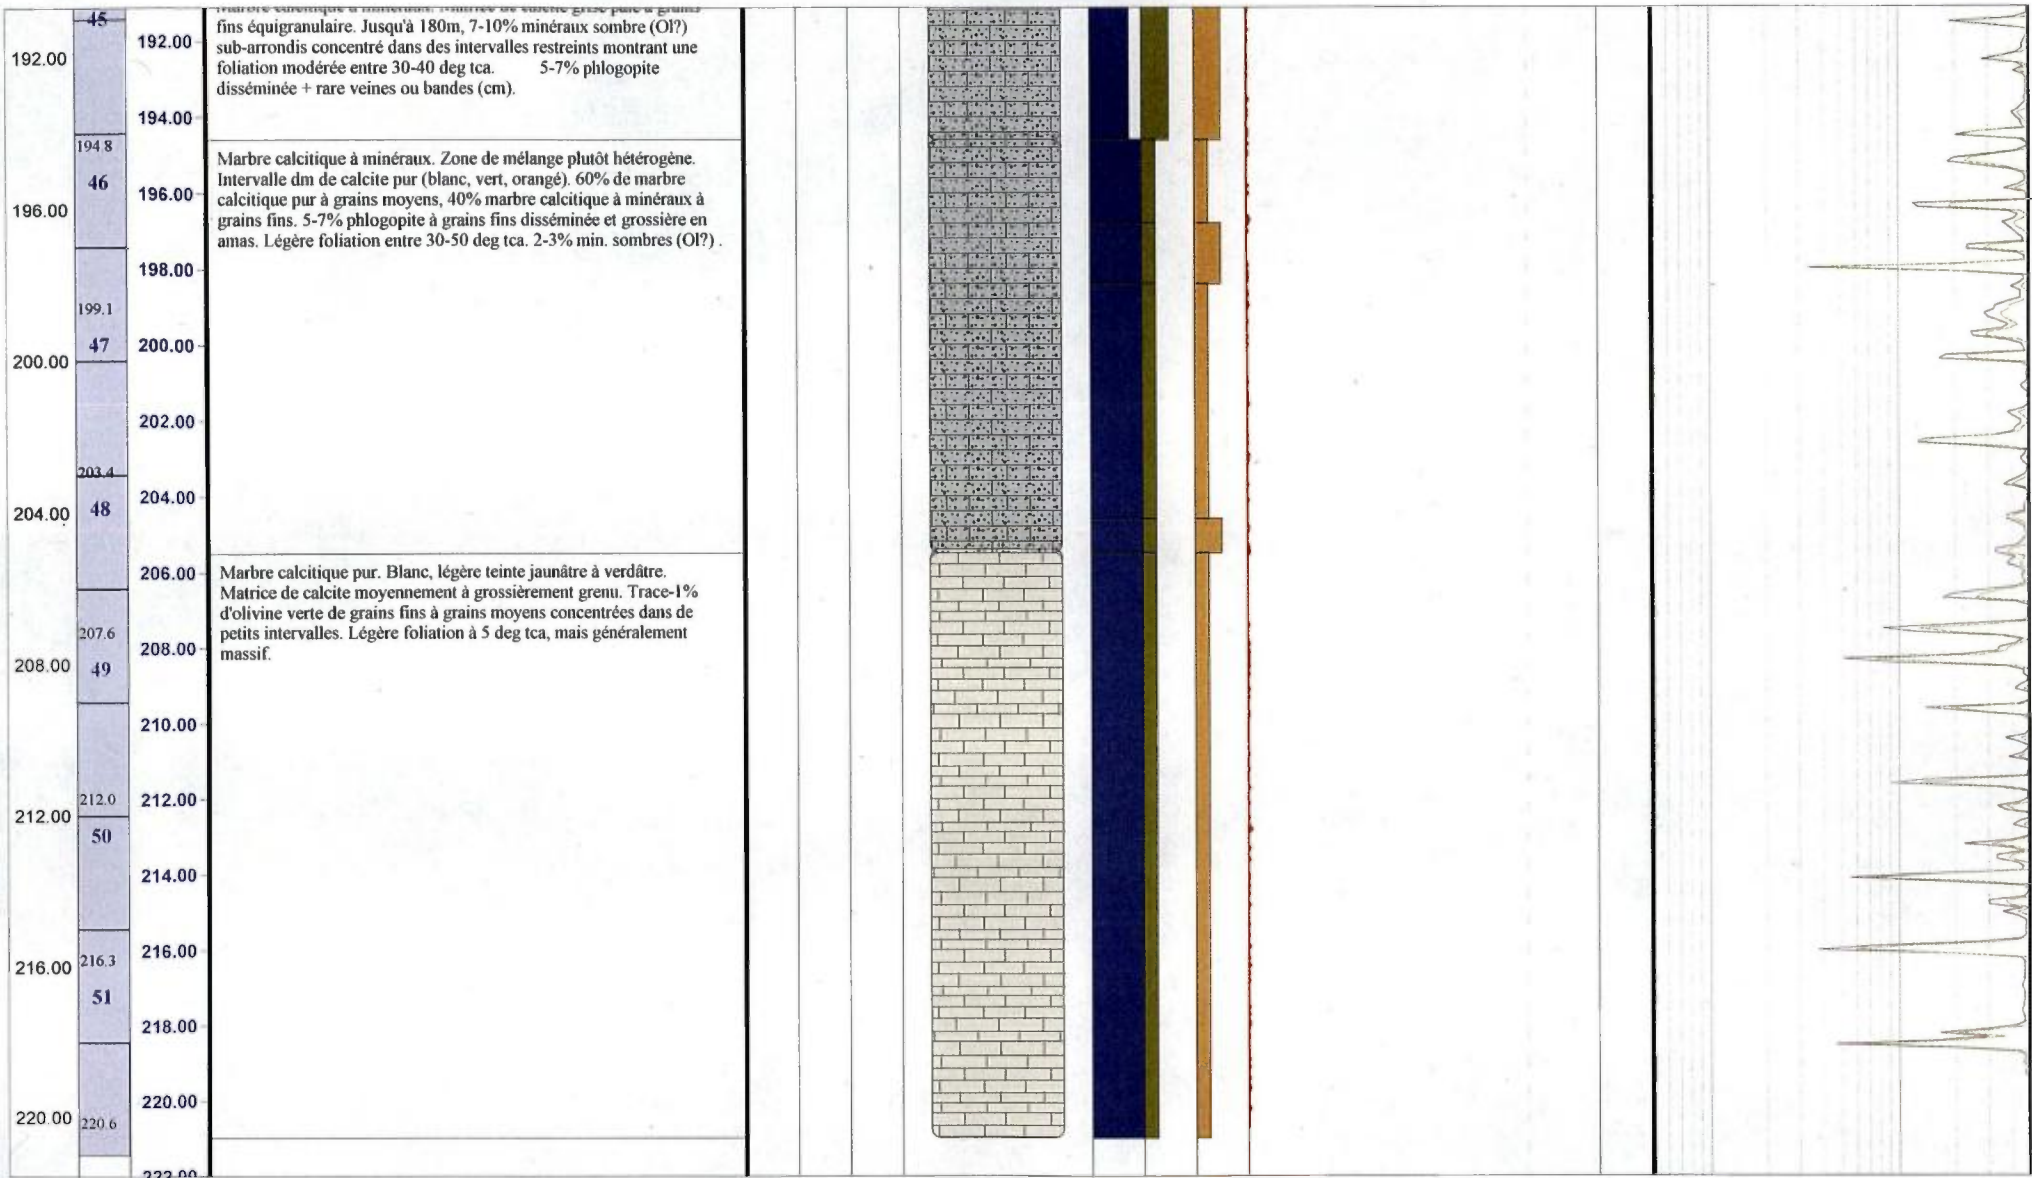 45
192.00
192.00
194.00
fins équigranulaire. Jusqu'à 180m, 7-10% minéraux sombre (Ol?)
sub-arrondis concentré dans des intervalles restreints montrant une
foliation modérée entre 30-40 deg tca. 5-7% phlogopite
disséminée + rare veines ou bandes (cm).
194.8
46
196.00
196.00
198.00
Marbre calcitique à minéraux. Zone de mélange plutôt hétérogène.
Intervalle dm de calcite pur (blanc, vert, orangé). 60% de marbre
calcitique pur à grains moyens, 40% marbre calcitique à minéraux à
grains fins. 5-7% phlogopite à grains fins disséminée et grossière en
amas. Légère foliation entre 30-50 deg tca. 2-3% min. sombres (Ol?) .
199.1
47
200.00
200.00
202.00
203.4
48
204.00
204.00
206.00
Marbre calcitique pur. Blanc, légère teinte jaunâtre à verdâtre.
Matrice de calcite moyennement à grossièrement grenu. Trace-1%
d'olivine verte de grains fins à grains moyens concentrées dans de
petits intervalles. Légère foliation à 5 deg tca, mais généralement
massif.
207.6
49
208.00
208.00
210.00
212.0
50
212.00
212.00
214.00
216.3
51
216.00
216.00
218.00
220.00
220.00
220.6